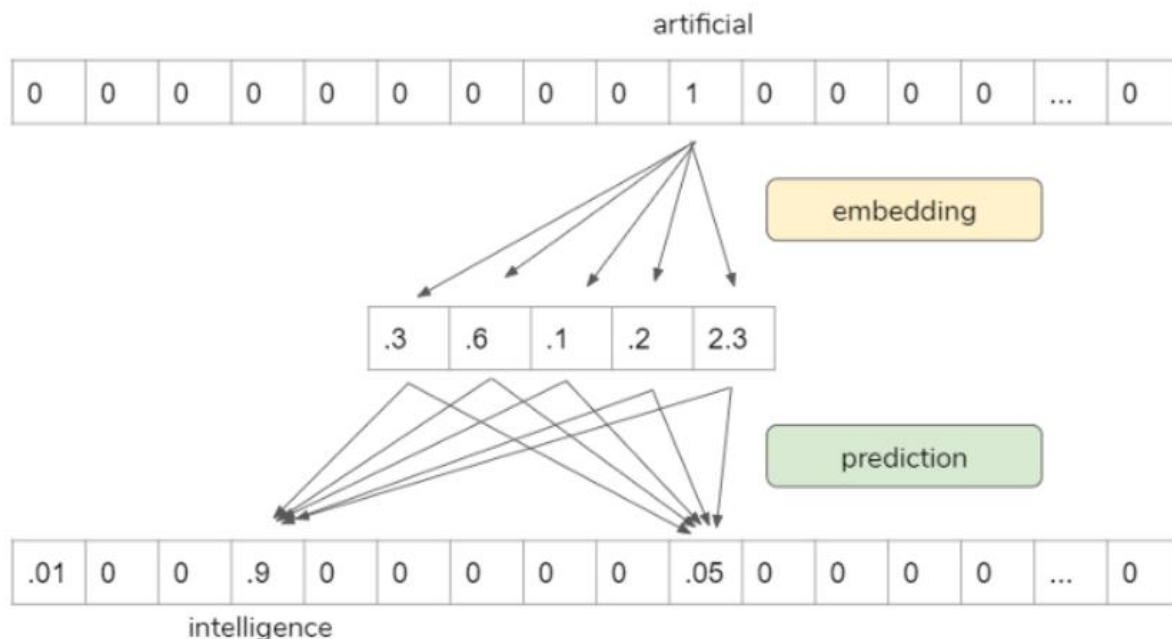 artificial
0 0 0 0 0 0 0 0 0 1 0 0 0 0 ... 0
embedding
.3 .6 .1 .2 2.3
prediction
.01 0 0 .9 0 0 0 0 0 .05 0 0 0 0 ... 0
intelligence